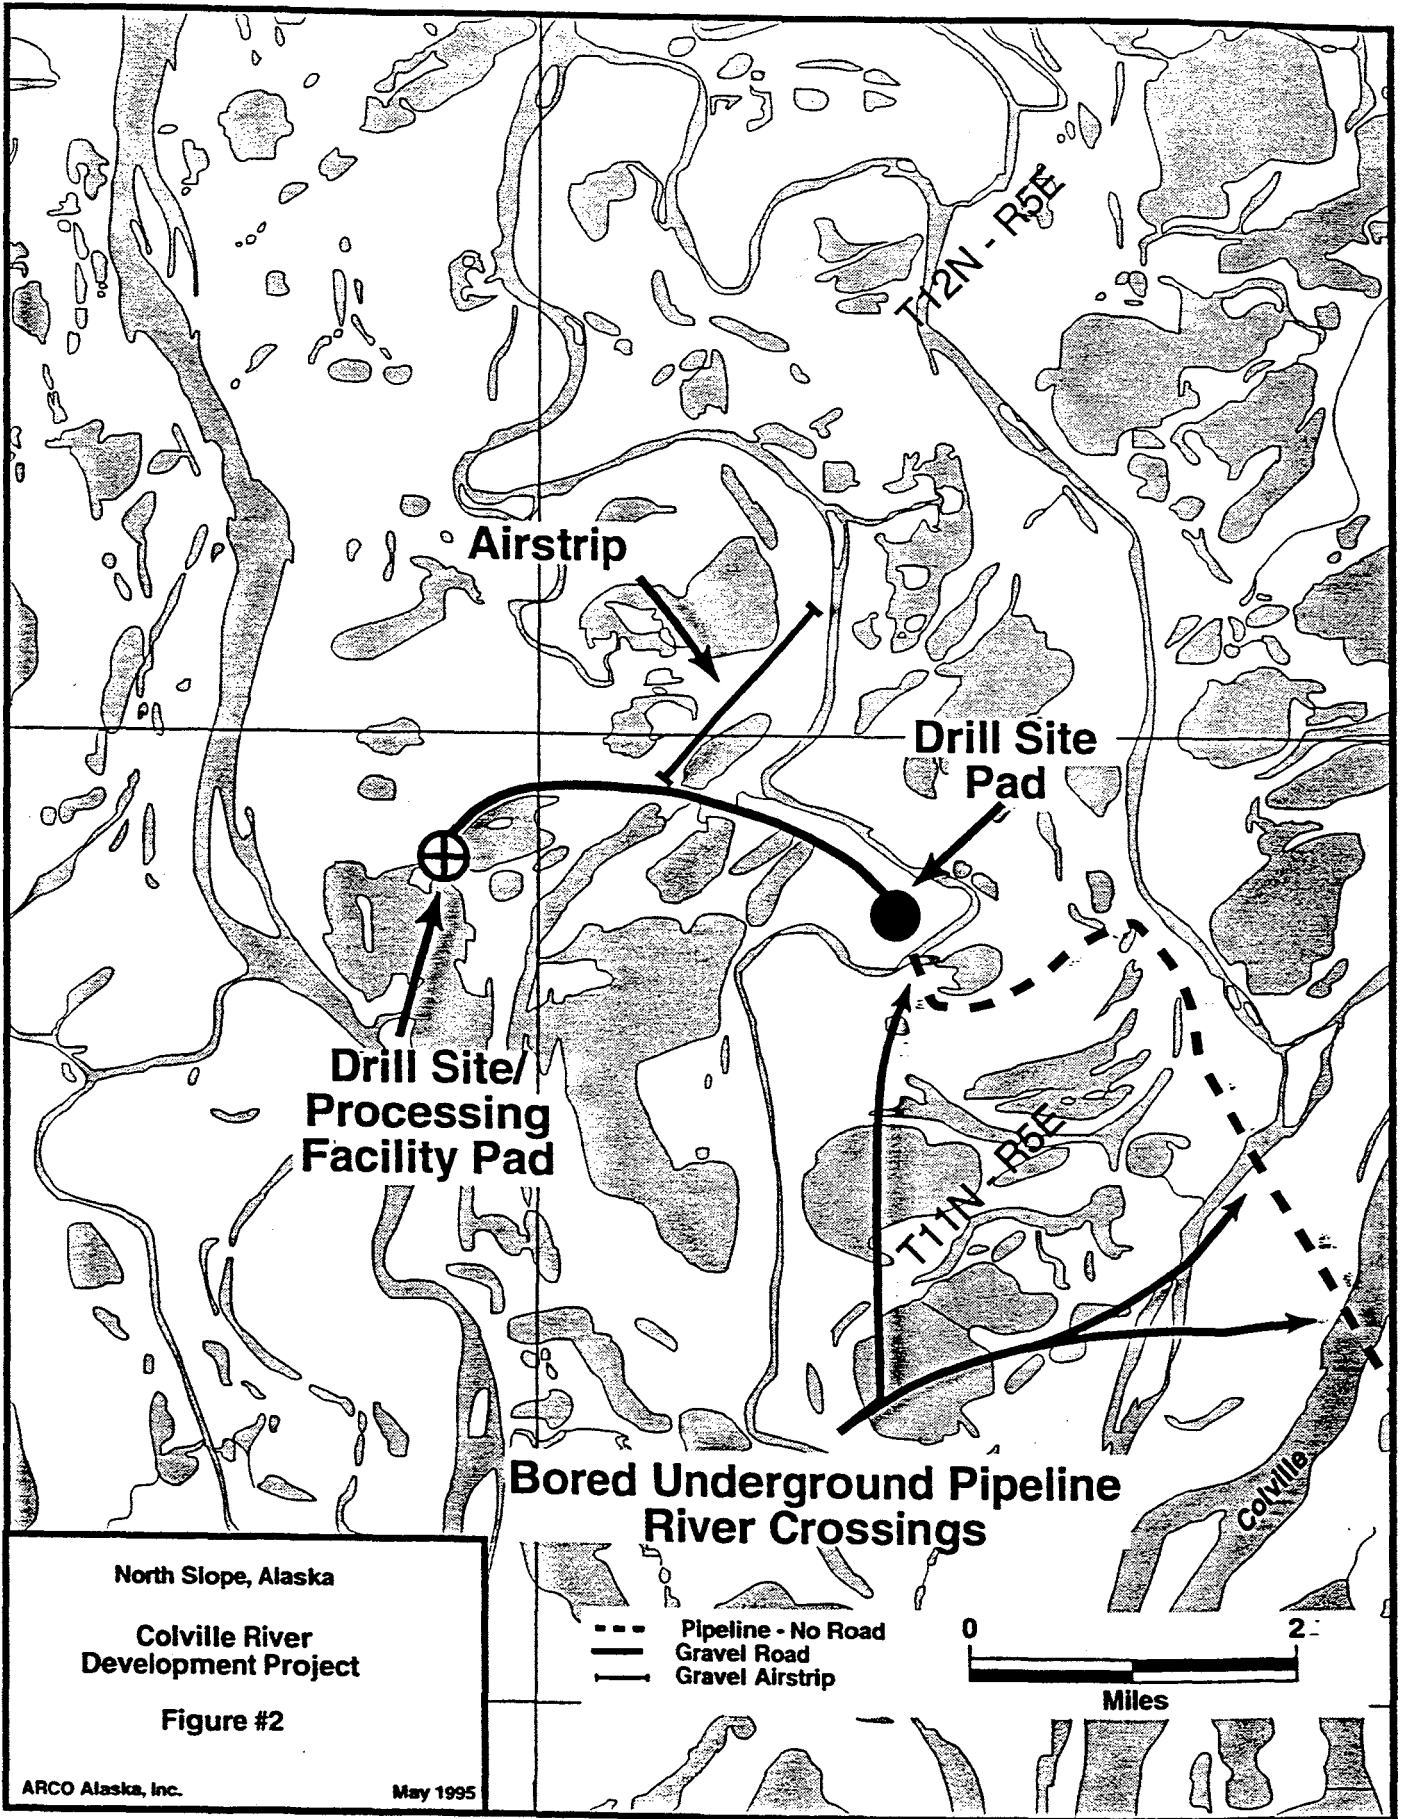 T12N - R5E
Airstrip
Drill Site
Pad
Drill Site/
Processing
Facility Pad
T11N - R5E
Bored Underground Pipeline
River Crossings
Colville
North Slope, Alaska
Colville River
Development Project
Figure #2
ARCO Alaska, Inc. May 1995
Pipeline - No Road
Gravel Road
Gravel Airstrip
0 2
Miles